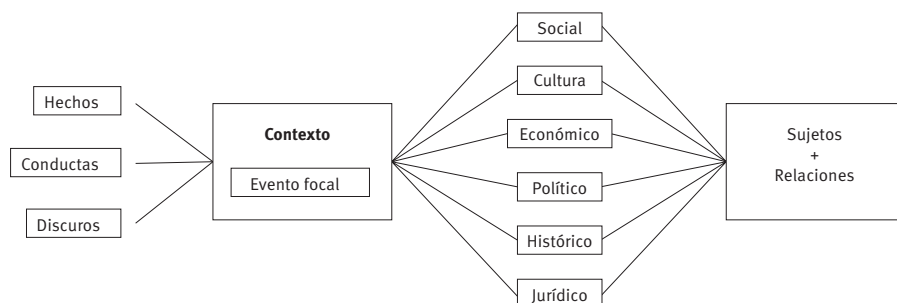 Hechos
Conductas
Discuros
Contexto
Evento focal
Social
Cultura
Económico
Político
Histórico
Jurídico
Sujetos
+
Relaciones